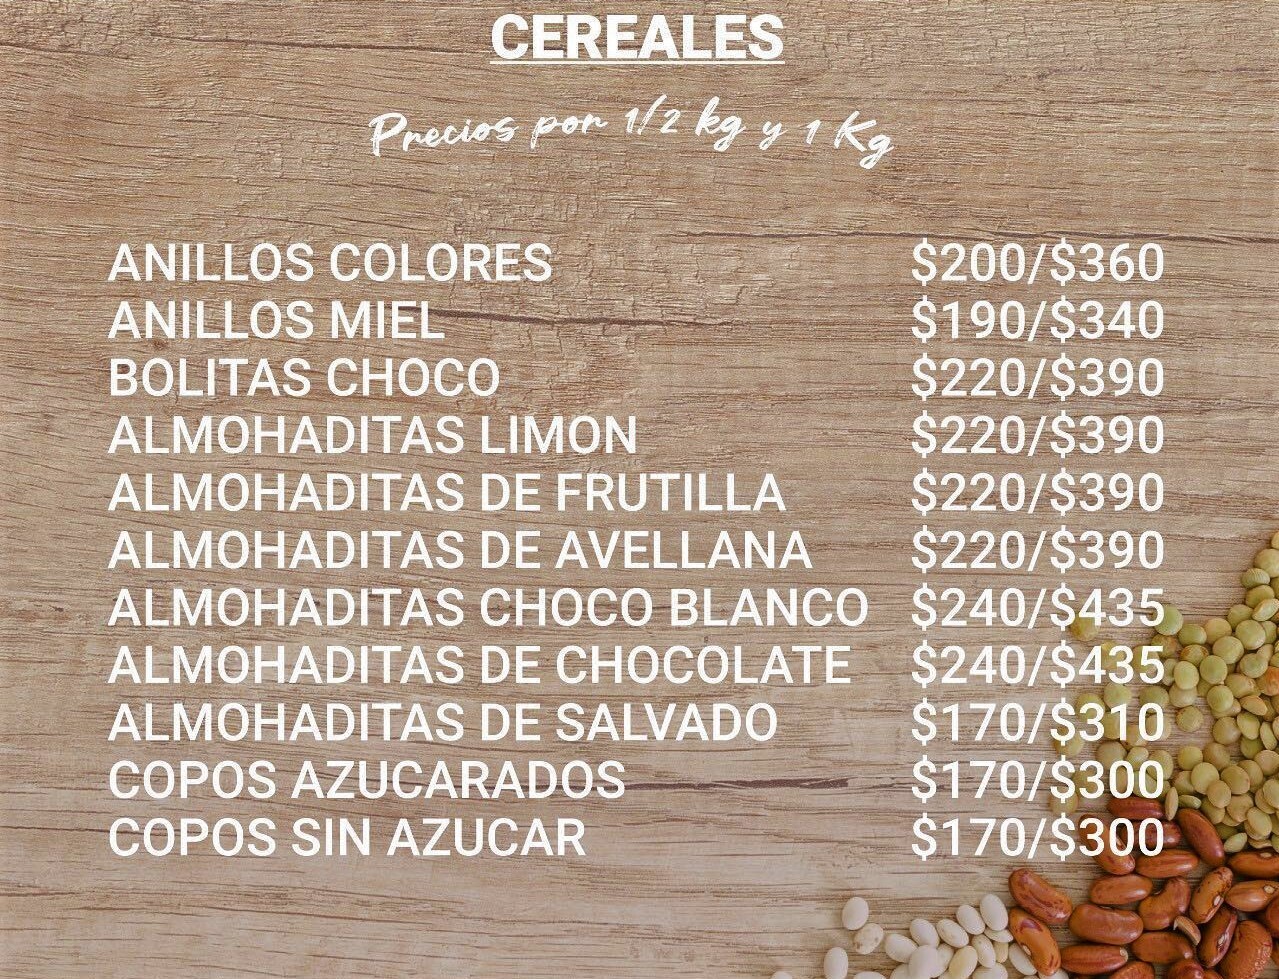 CEREALES
Precios por 1/2 kg y 1 Kg
ANILLOS COLORES $200/$360
ANILLOS MIEL $190/$340
BOLITAS CHOCO $220/$390
ALMOHADITAS LIMON $220/$390
ALMOHADITAS DE FRUTILLA $220/$390
ALMOHADITAS DE AVELLANA $220/$390
ALMOHADITAS CHOCO BLANCO $240/$435
ALMOHADITAS DE CHOCOLATE $240/$435
ALMOHADITAS DE SALVADO $170/$310
COPOS AZUCARADOS $170/$300
COPOS SIN AZUCAR $170/$300